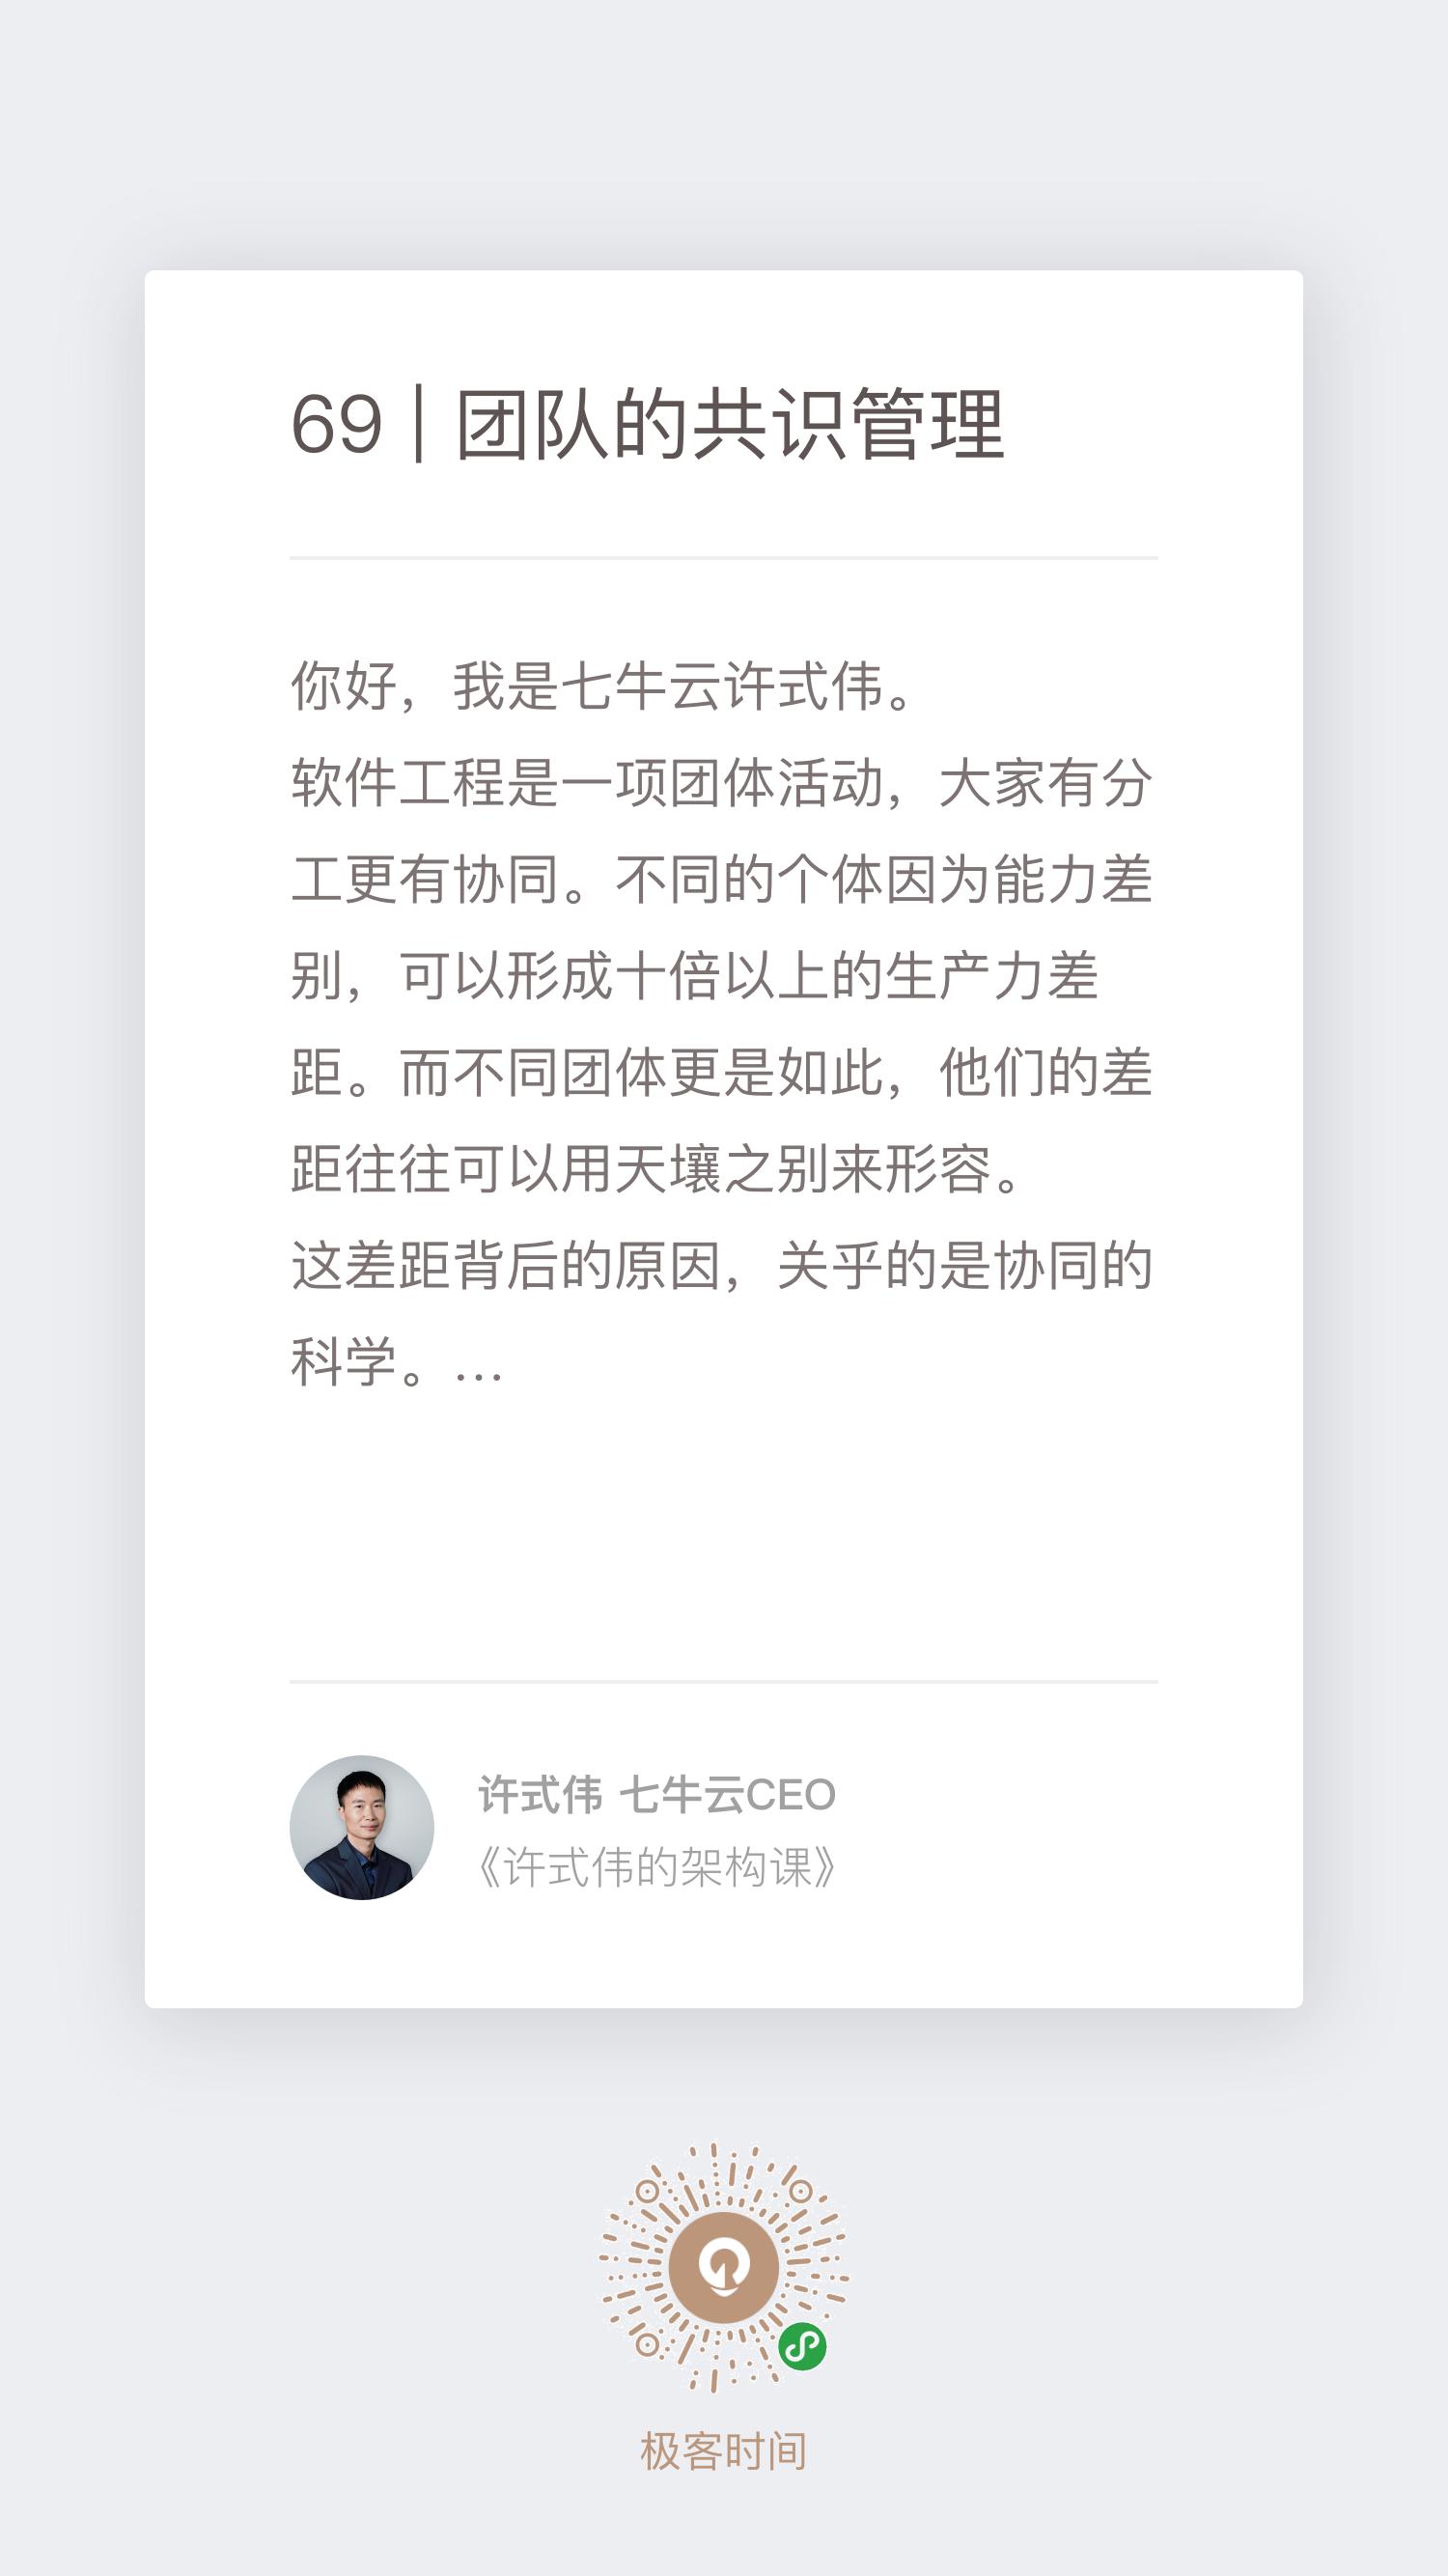 69 | 团队的共识管理
你好，我是七牛云许式伟。
软件工程是一项团体活动，大家有分
工更有协同。不同的个体因为能力差
别，可以形成十倍以上的生产力差
距。而不同团体更是如此，他们的差
距往往可以用天壤之别来形容。
这差距背后的原因，关乎的是协同的
科学。…
许式伟 七牛云CEO
《许式伟的架构课》
极客时间